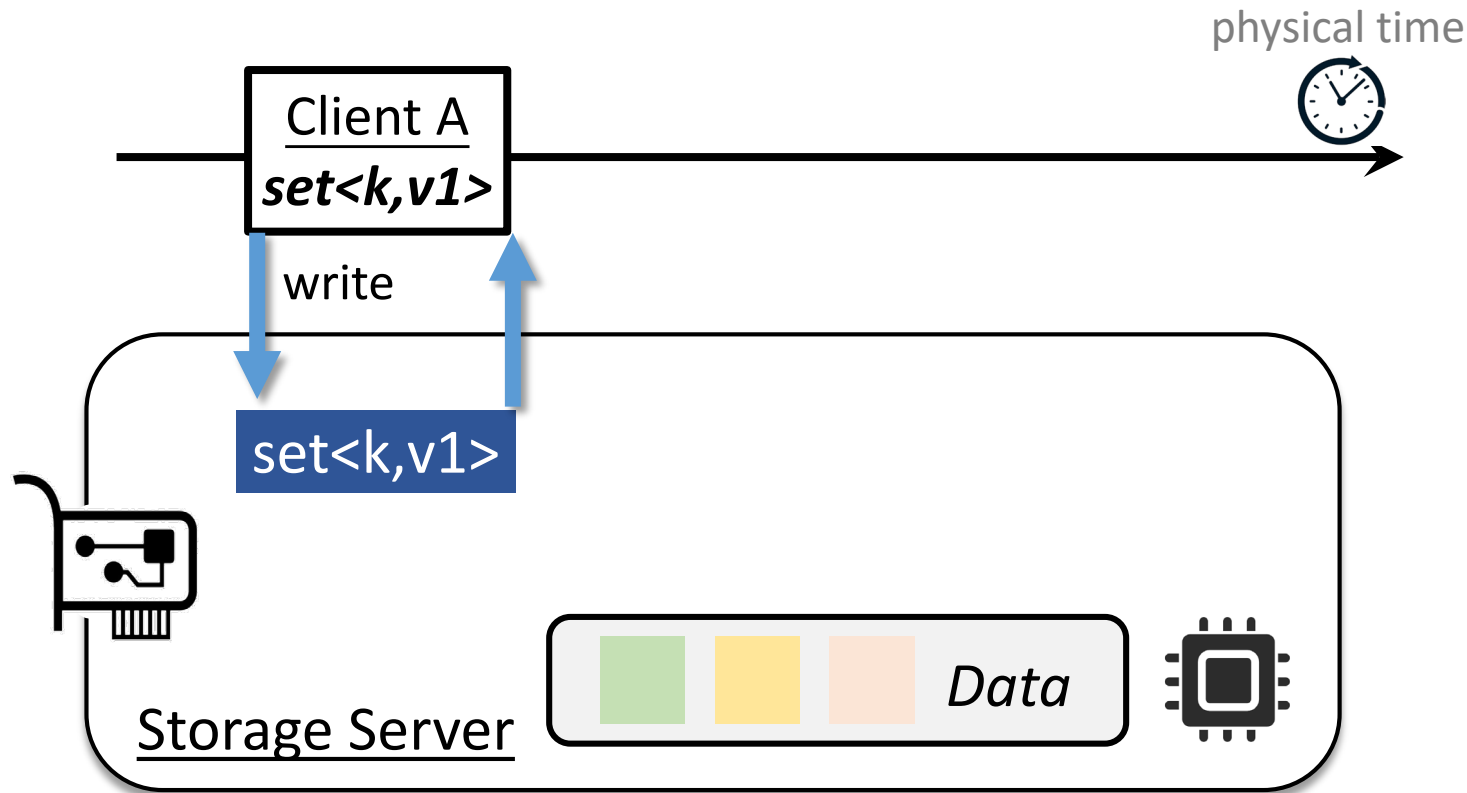 physical time
Client A
set<k,v1>
write
set<k,v1>
Data
Storage Server